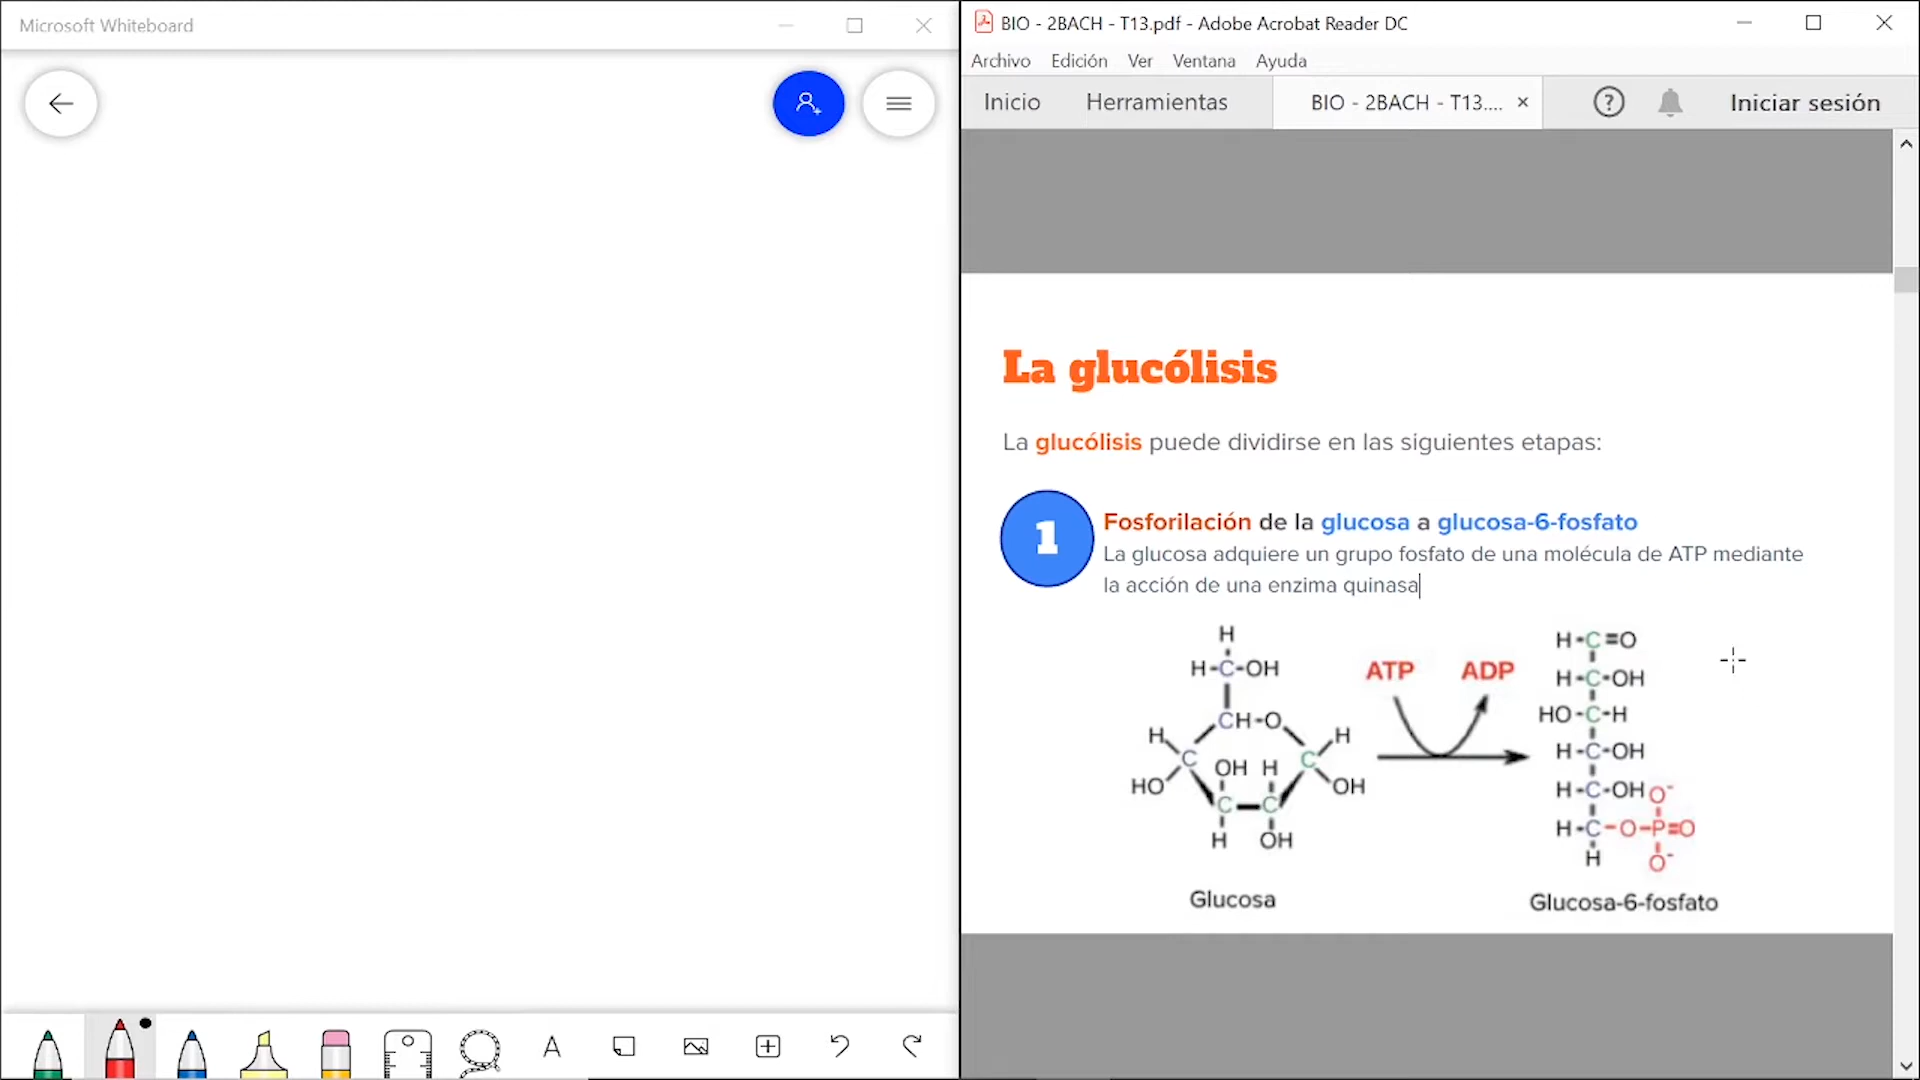 Microsoft Whiteboard
BIO - 2BACH - T13.pdf - Adobe Acrobat Reader DC
Archivo Edición Ver Ventana Ayuda
Inicio Herramientas BIO - 2BACH - T13.... × ? Iniciar sesión
La glucólisis
La glucólisis puede dividirse en las siguientes etapas:
1
Fosforilación de la glucosa a glucosa-6-fosfato
La glucosa adquiere un grupo fosfato de una molécula de ATP mediante
la acción de una enzima quinasa
H
H-C-OH
CH-O
H H
C C
OH H
HO OH
C-C
H OH
Glucosa
ATP ADP
H-C=O
H-C-OH
HO-C-H
H-C-OH
H-C-OH O-
H-C-O-P=O
H O-
Glucosa-6-fosfato
A